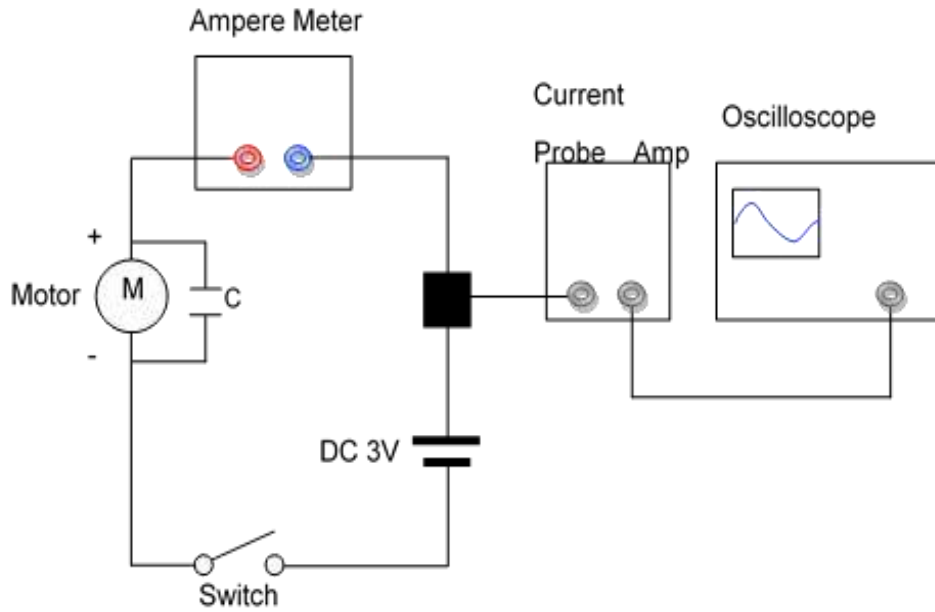 Ampere Meter
Current
Probe Amp
Oscilloscope
+
Motor
M
C
-
DC 3V
Switch